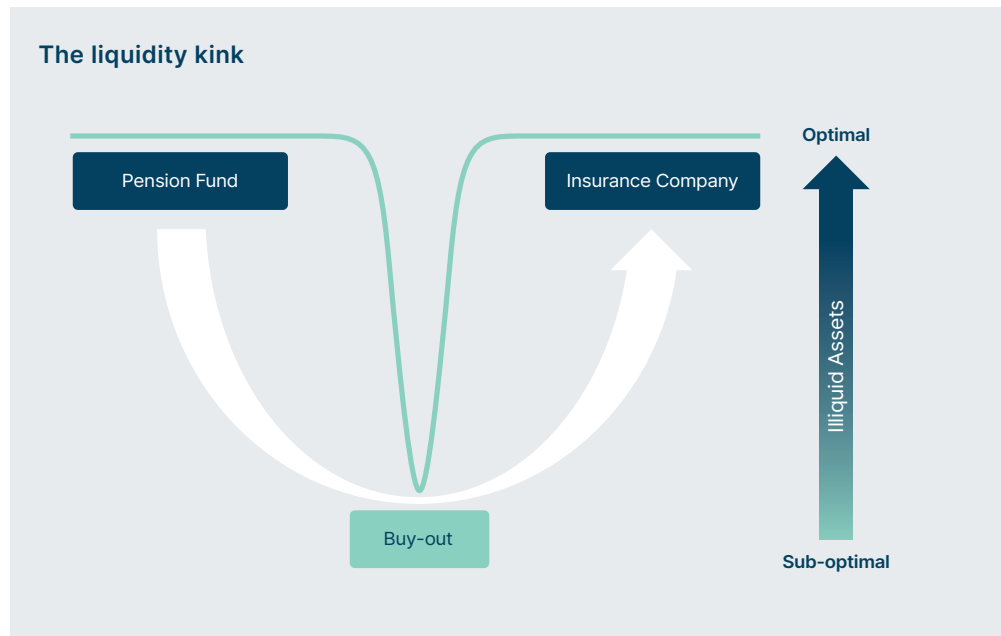 The liquidity kink
Optimal
Pension Fund
Insurance Company
Illiquid Assets
Buy-out
Sub-optimal